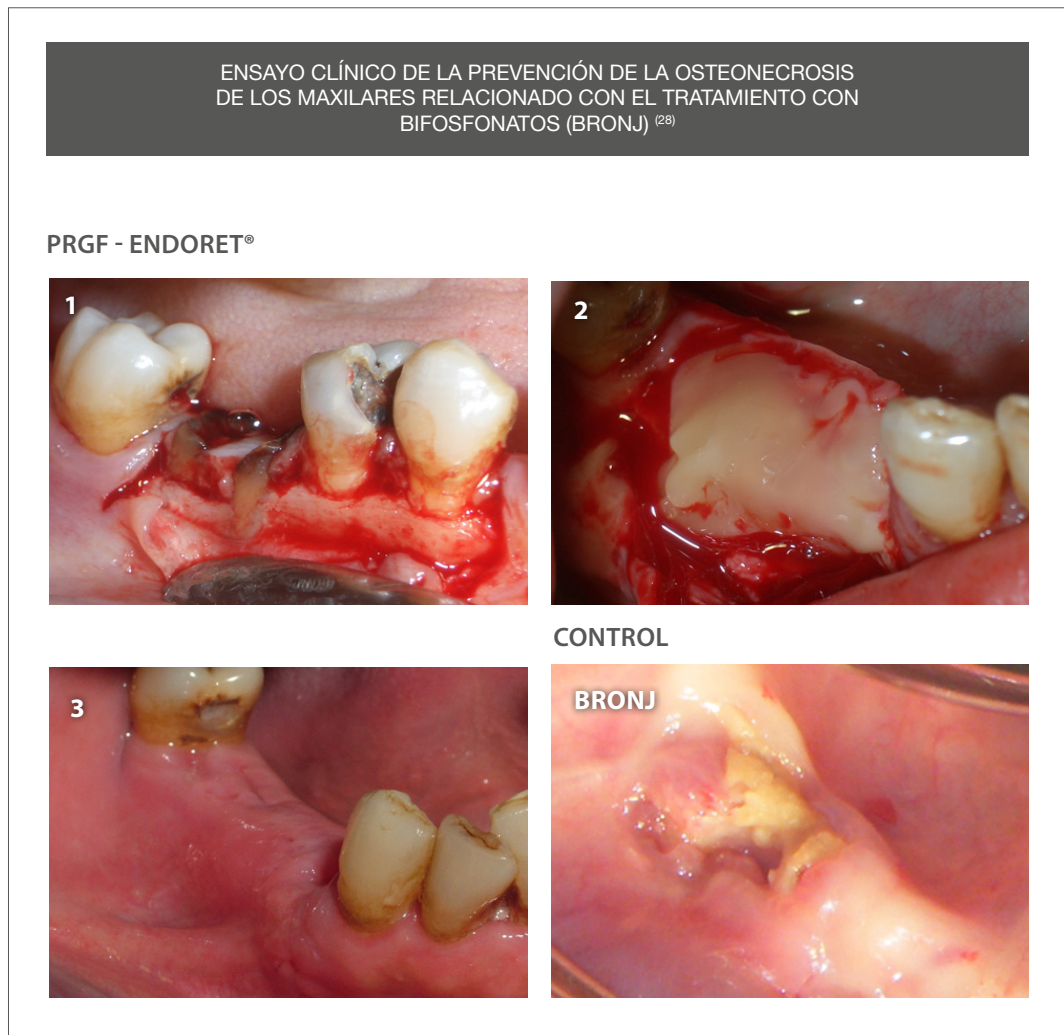 ENSAYO CLÍNICO DE LA PREVENCIÓN DE LA OSTEONECROSIS
DE LOS MAXILARES RELACIONADO CON EL TRATAMIENTO CON
BIFOSFONATOS (BRONJ) (28)
PRGF - ENDORET®
1
2
CONTROL
3
BRONJ